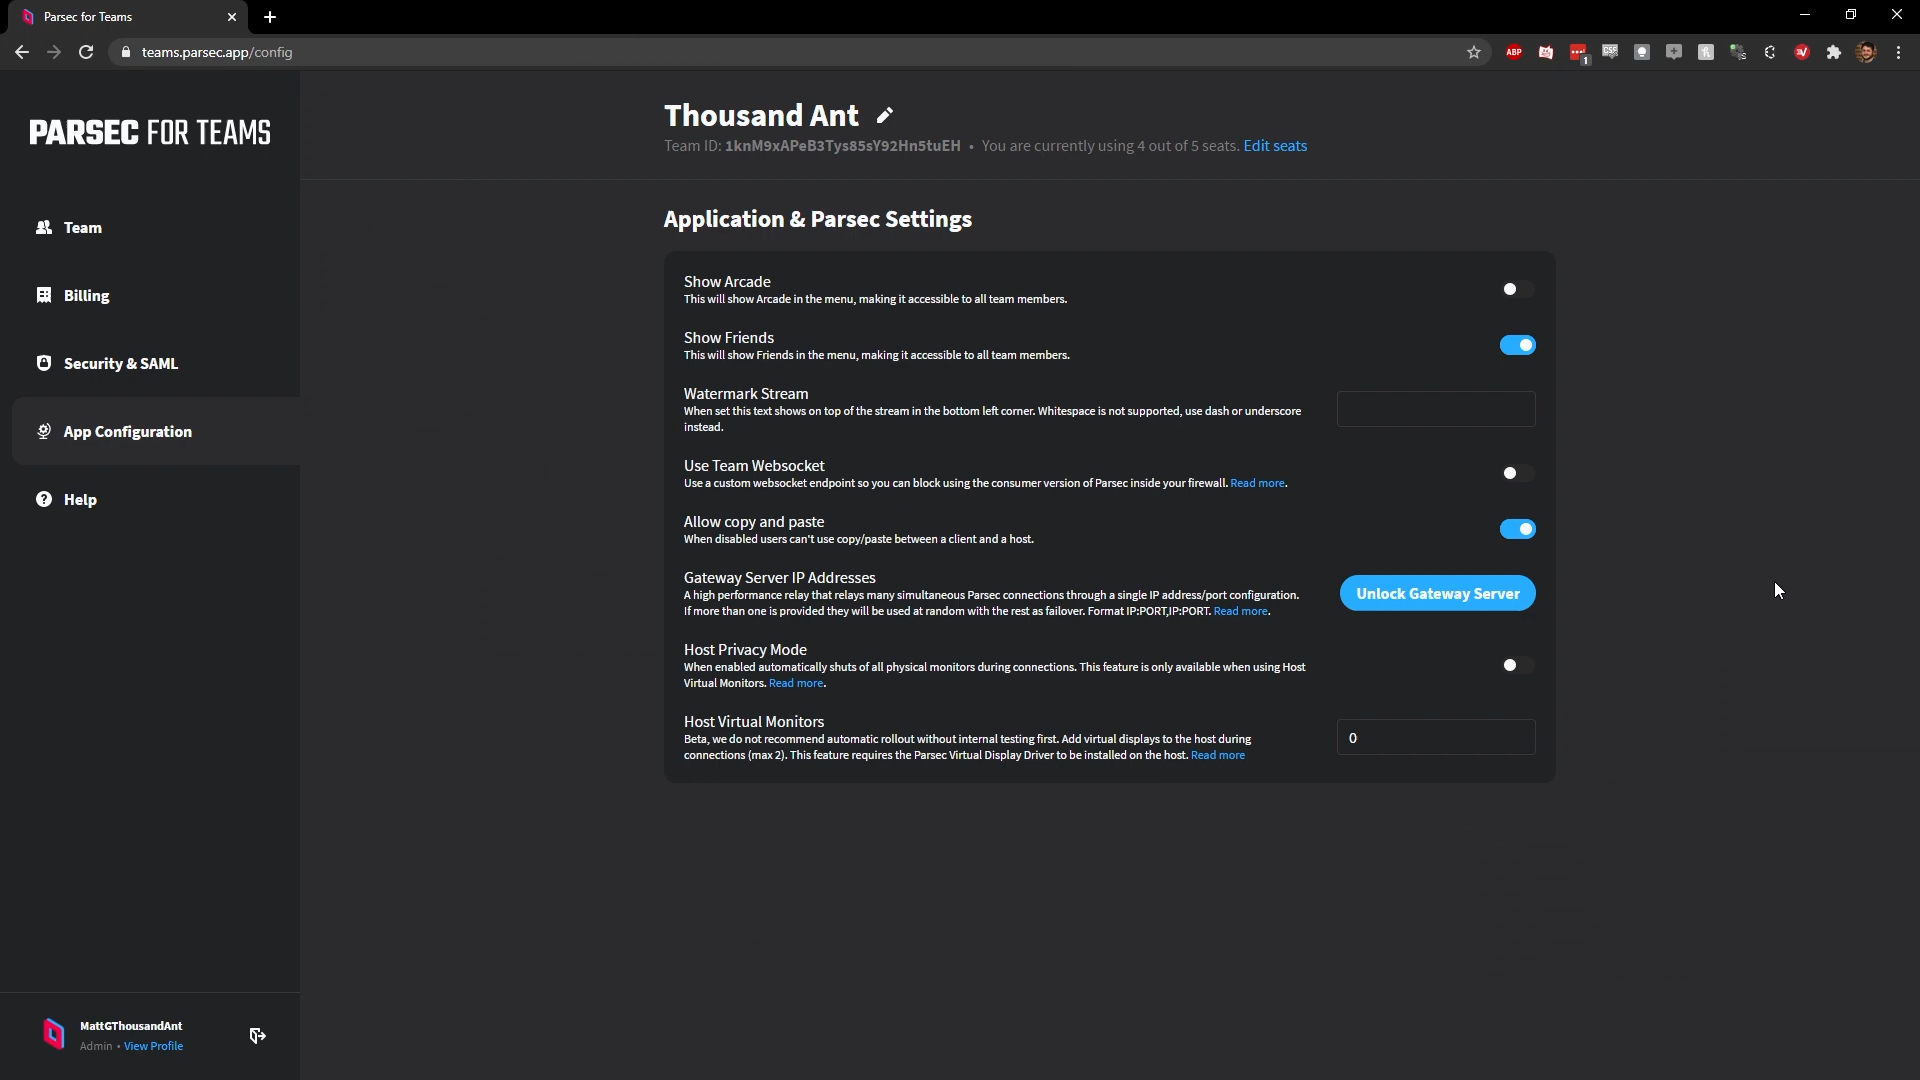 Parsec for Teams
teams.parsec.app/config
ABP
1
CSP
PARSEC FOR TEAMS
Team
Billing
Security & SAML
App Configuration
Help
MattGThousandAnt
Admin • View Profile
Thousand Ant
Team ID: 1knM9xAPeB3Tys85sY92Hn5tuEH • You are currently using 4 out of 5 seats. Edit seats
Application & Parsec Settings
Show Arcade
This will show Arcade in the menu, making it accessible to all team members.
Show Friends
This will show Friends in the menu, making it accessible to all team members.
Watermark Stream
When set this text shows on top of the stream in the bottom left corner. Whitespace is not supported, use dash or underscore
instead.
Use Team Websocket
Use a custom websocket endpoint so you can block using the consumer version of Parsec inside your firewall. Read more.
Allow copy and paste
When disabled users can't use copy/paste between a client and a host.
Gateway Server IP Addresses
A high performance relay that relays many simultaneous Parsec connections through a single IP address/port configuration.
If more than one is provided they will be used at random with the rest as failover. Format IP:PORT,IP:PORT. Read more.
Unlock Gateway Server
Host Privacy Mode
When enabled automatically shuts of all physical monitors during connections. This feature is only available when using Host
Virtual Monitors. Read more.
Host Virtual Monitors
Beta, we do not recommend automatic rollout without internal testing first. Add virtual displays to the host during
connections (max 2). This feature requires the Parsec Virtual Display Driver to be installed on the host. Read more
0